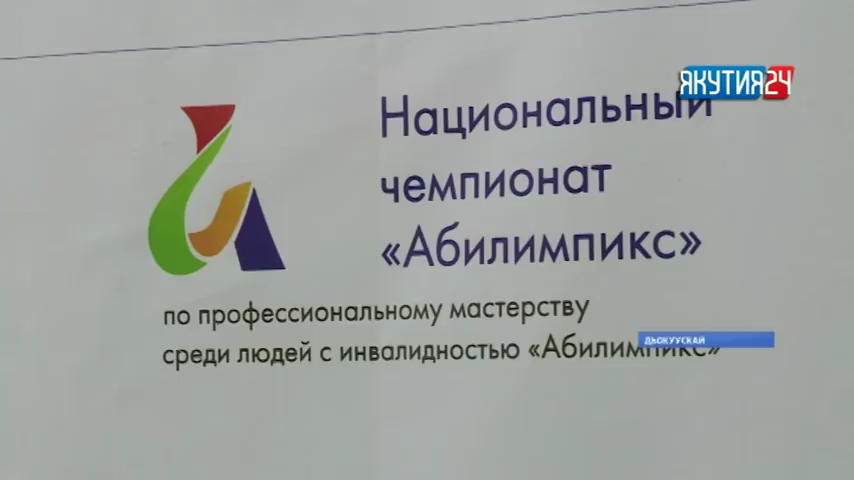 ЯКУТИЯ24
Национальный
чемпионат
«Абилимпикс»
по профессиональному мастерству
среди людей с инвалидностью «Абилимпикс»
ДЬОКУУСКАЙ